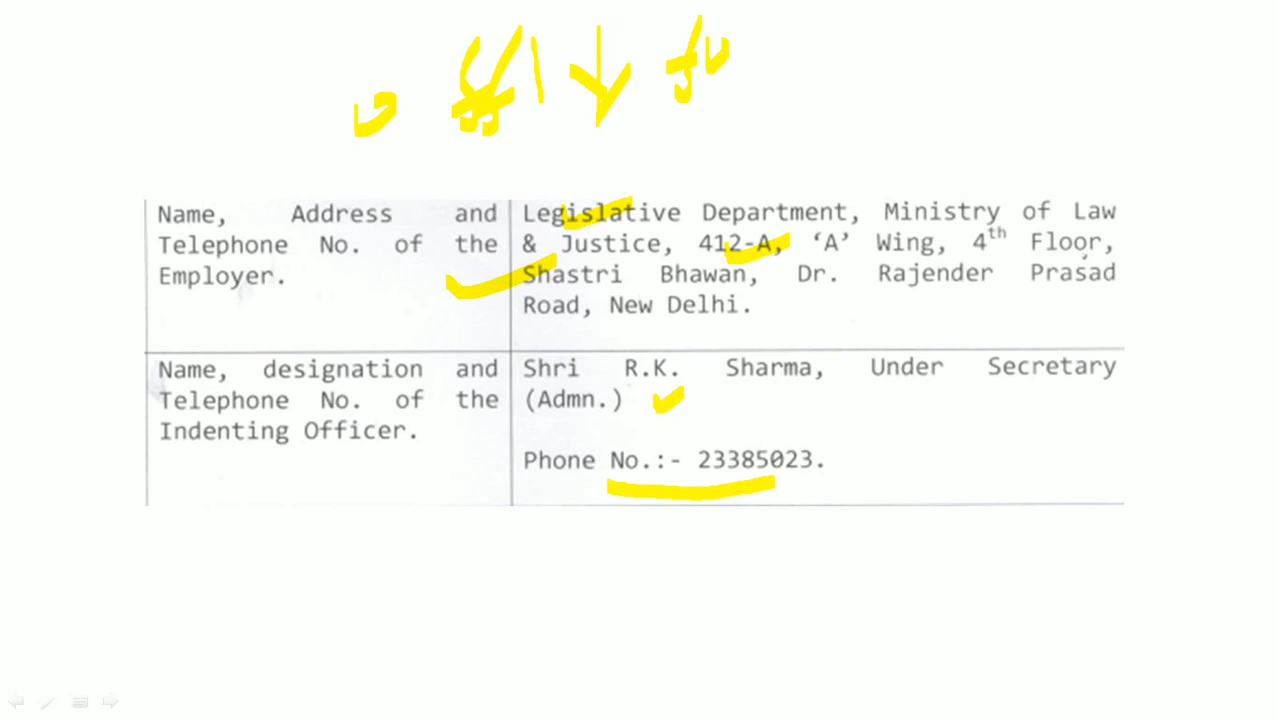 Name, Address and
Telephone No. of the
Employer.
Legislative Department, Ministry of Law
& Justice, 412-A, ‘A’ Wing, 4th Floor,
Shastri Bhawan, Dr. Rajender Prasad
Road, New Delhi.
Name, designation and
Telephone No. of the
Indenting Officer.
Shri R.K. Sharma, Under Secretary
(Admn.)
Phone No.:- 23385023.